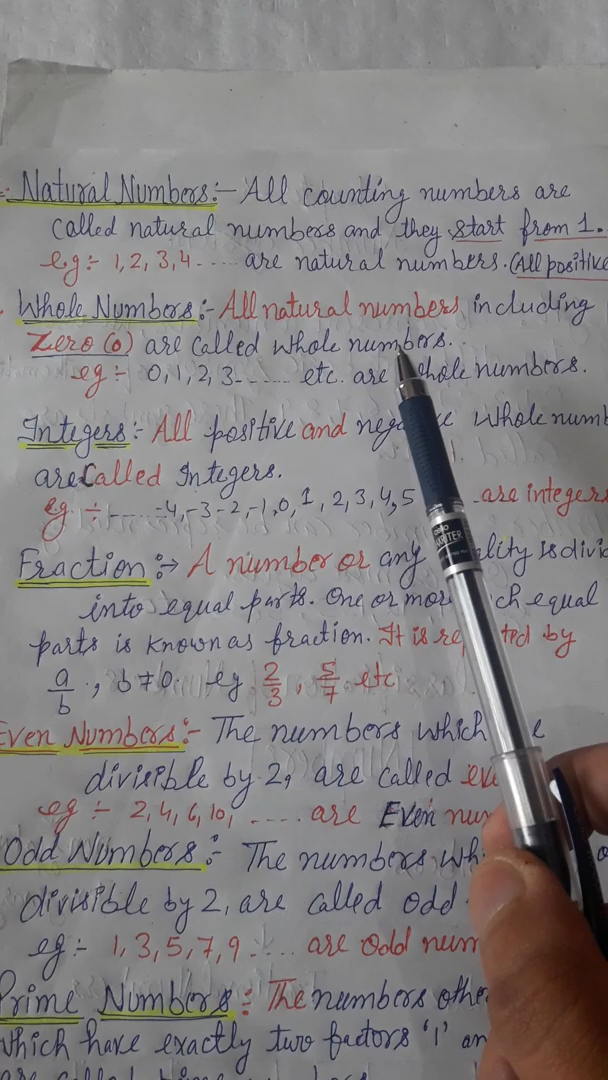 Natural Numbers:- All counting numbers are
called natural numbers and they start from 1.
e.g:- 1,2,3,4 .... are natural numbers. (All positive
Whole Numbers:- All natural numbers, including
Zero (0) are called whole numbers.
eg:- 0,1,2,3....... etc. are whole numbers.
Integers:- All positive and negative whole
are Called Integers.
eg ÷ ......-4,-3-2,-1,0,1,2,3,4,5 are integers
Fraction:→ A number or any is
into equal parts. One or more equal
parts is known as fraction. It is by
a/b, b≠0. eg 2/3, 5/7 etc
Even Numbers:- The numbers which
divisible by 2, are called
eg:- 2,4,6,10, ..... are Even
Odd Numbers:- The numbers
divisible by 2, are called odd
eg:- 1,3,5,7,9 .... are Odd
Prime Numbers:- The numbers
which have exactly two factors '1'
are called